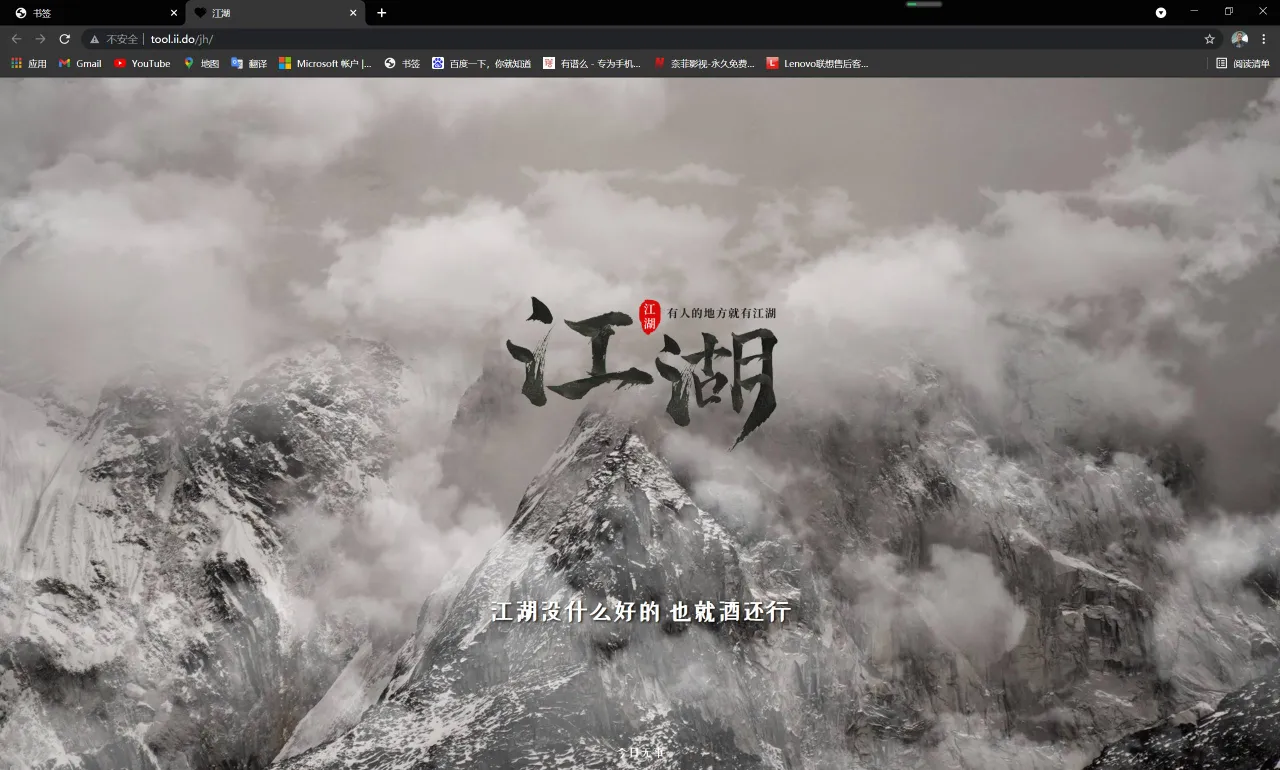 书签
江湖
不安全
tool.ii.do/jh/
应用
Gmail
YouTube
地图
翻译
Microsoft 帐户 |...
书签
百度一下，你就知道
有谱么 - 专为手机...
奈菲影视-永久免费...
Lenovo联想售后客...
阅读清单
江湖
江湖
有人的地方就有江湖
江湖没什么好的 也就酒还行
今日无事